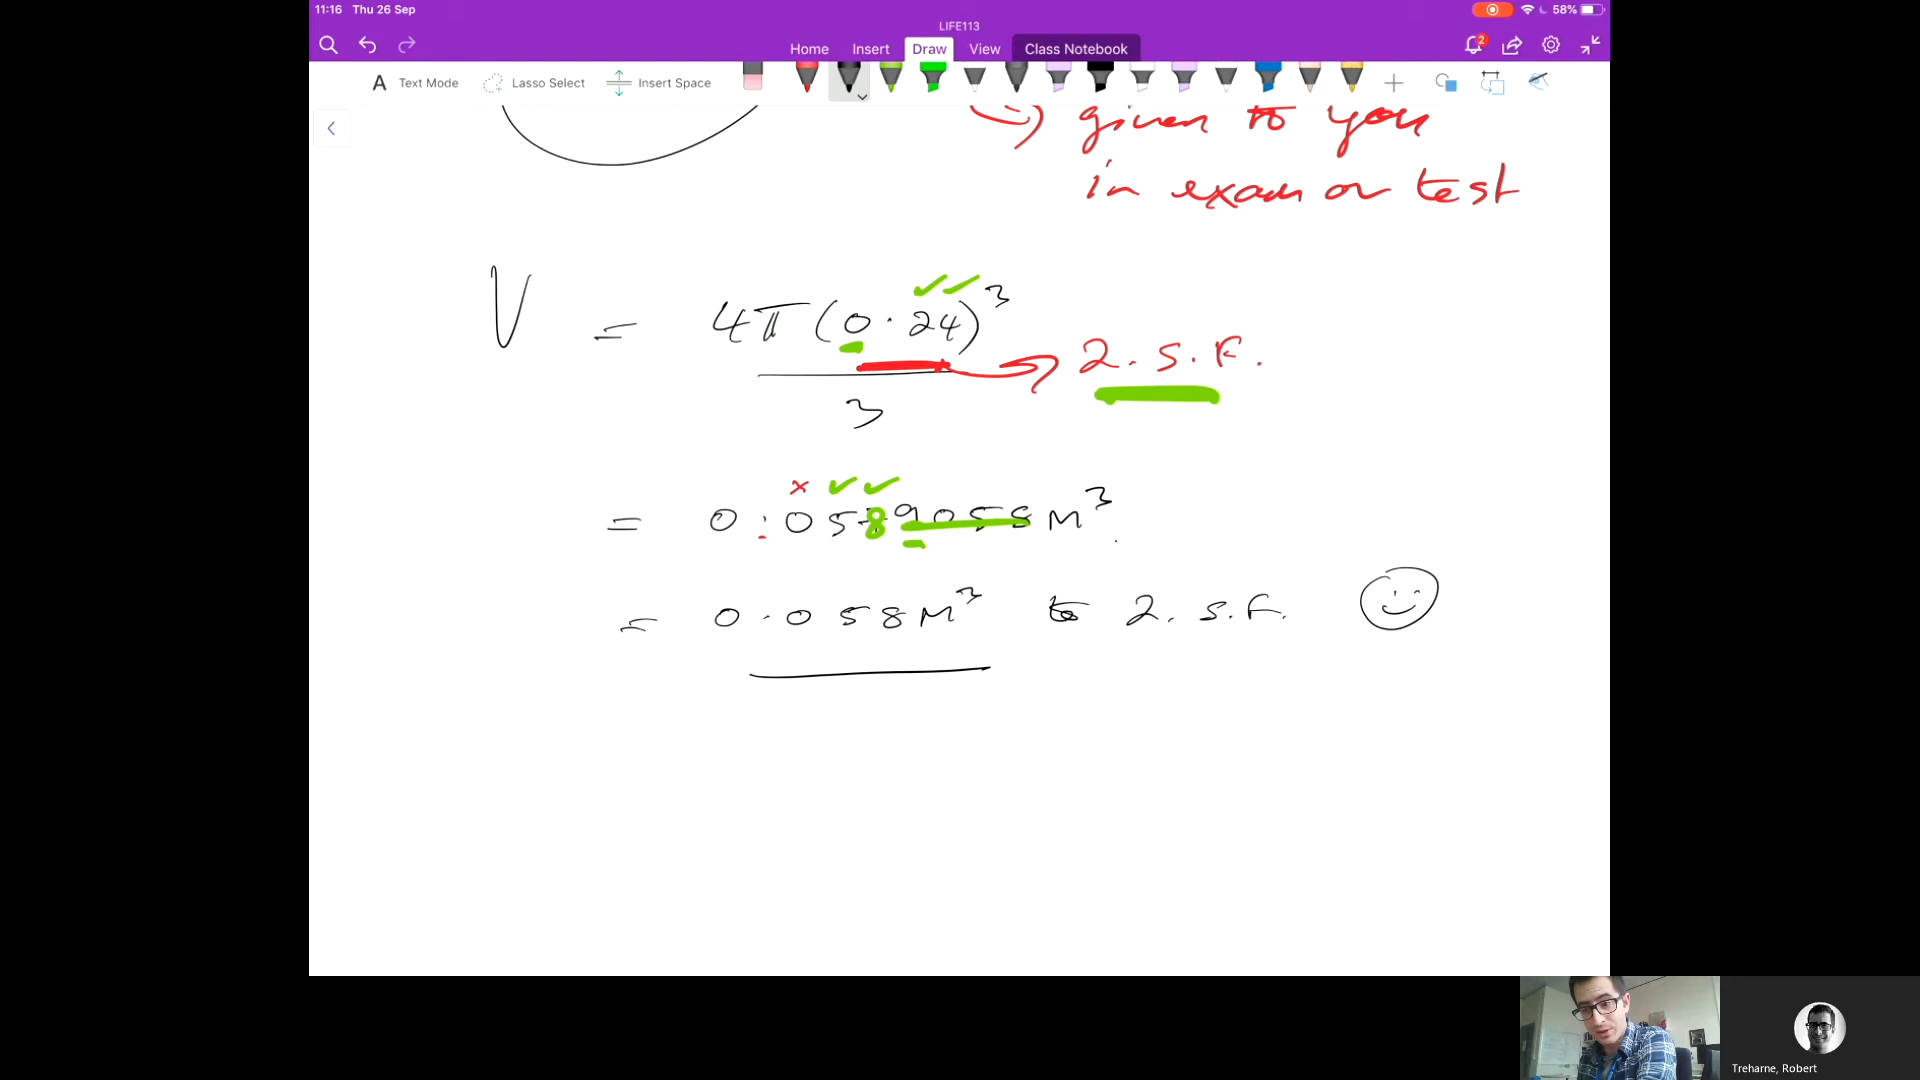 11:16 Thu 26 Sep
58%
LIFE113
Home Insert Draw View Class Notebook
2
A Text Mode Lasso Select Insert Space
given to you
in exam or test
V = 4π(0.24)³
3
2. S. F.
= 0.0589058 M³
= 0.058 M³ to 2. S.F.
Treharne, Robert